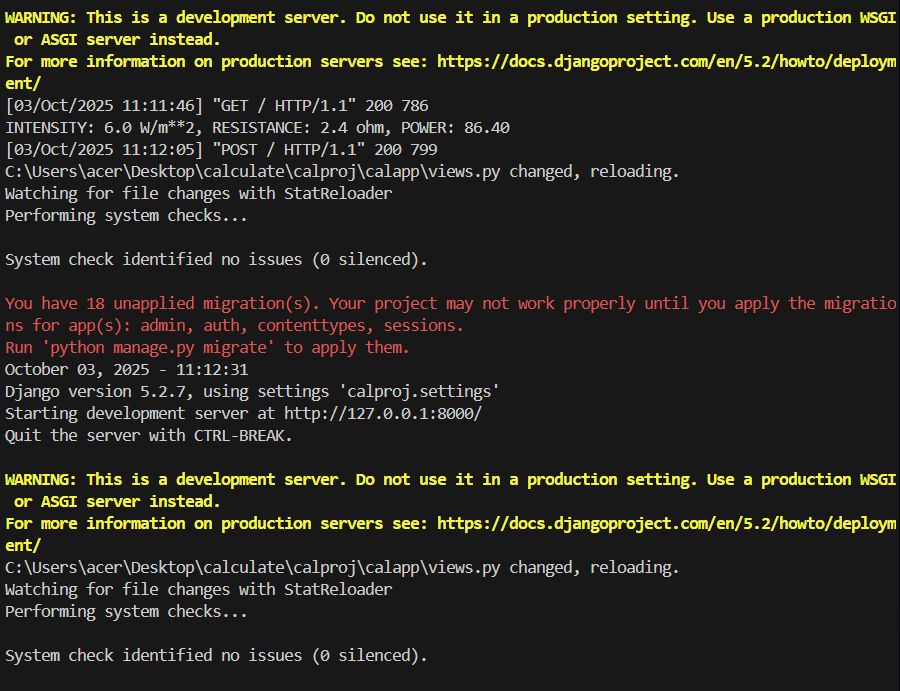 WARNING: This is a development server. Do not use it in a production setting. Use a production WSGI
 or ASGI server instead.
For more information on production servers see: https://docs.djangoproject.com/en/5.2/howto/deploym
ent/
[03/Oct/2025 11:11:46] "GET / HTTP/1.1" 200 786
INTENSITY: 6.0 W/m**2, RESISTANCE: 2.4 ohm, POWER: 86.40
[03/Oct/2025 11:12:05] "POST / HTTP/1.1" 200 799
C:\Users\acer\Desktop\calculate\calproj\calapp\views.py changed, reloading.
Watching for file changes with StatReloader
Performing system checks...

System check identified no issues (0 silenced).

You have 18 unapplied migration(s). Your project may not work properly until you apply the migratio
ns for app(s): admin, auth, contenttypes, sessions.
Run 'python manage.py migrate' to apply them.
October 03, 2025 - 11:12:31
Django version 5.2.7, using settings 'calproj.settings'
Starting development server at http://127.0.0.1:8000/
Quit the server with CTRL-BREAK.

WARNING: This is a development server. Do not use it in a production setting. Use a production WSGI
 or ASGI server instead.
For more information on production servers see: https://docs.djangoproject.com/en/5.2/howto/deploym
ent/
C:\Users\acer\Desktop\calculate\calproj\calapp\views.py changed, reloading.
Watching for file changes with StatReloader
Performing system checks...

System check identified no issues (0 silenced).